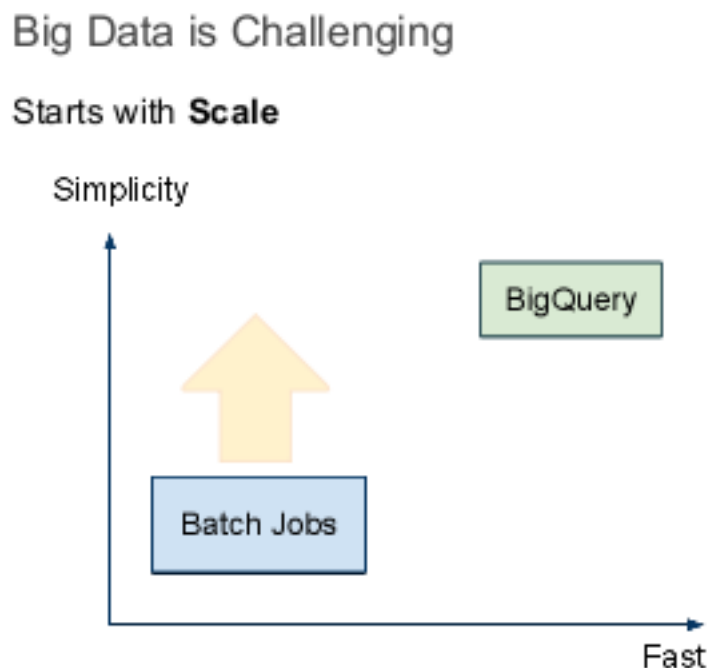 Big Data is Challenging
Starts with Scale
Simplicity
BigQuery
Batch Jobs
Fast